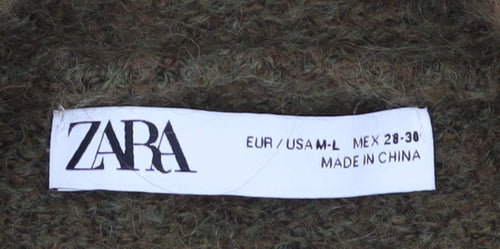 ZARA
EUR / USA M-L MEX 28-30
MADE IN CHINA